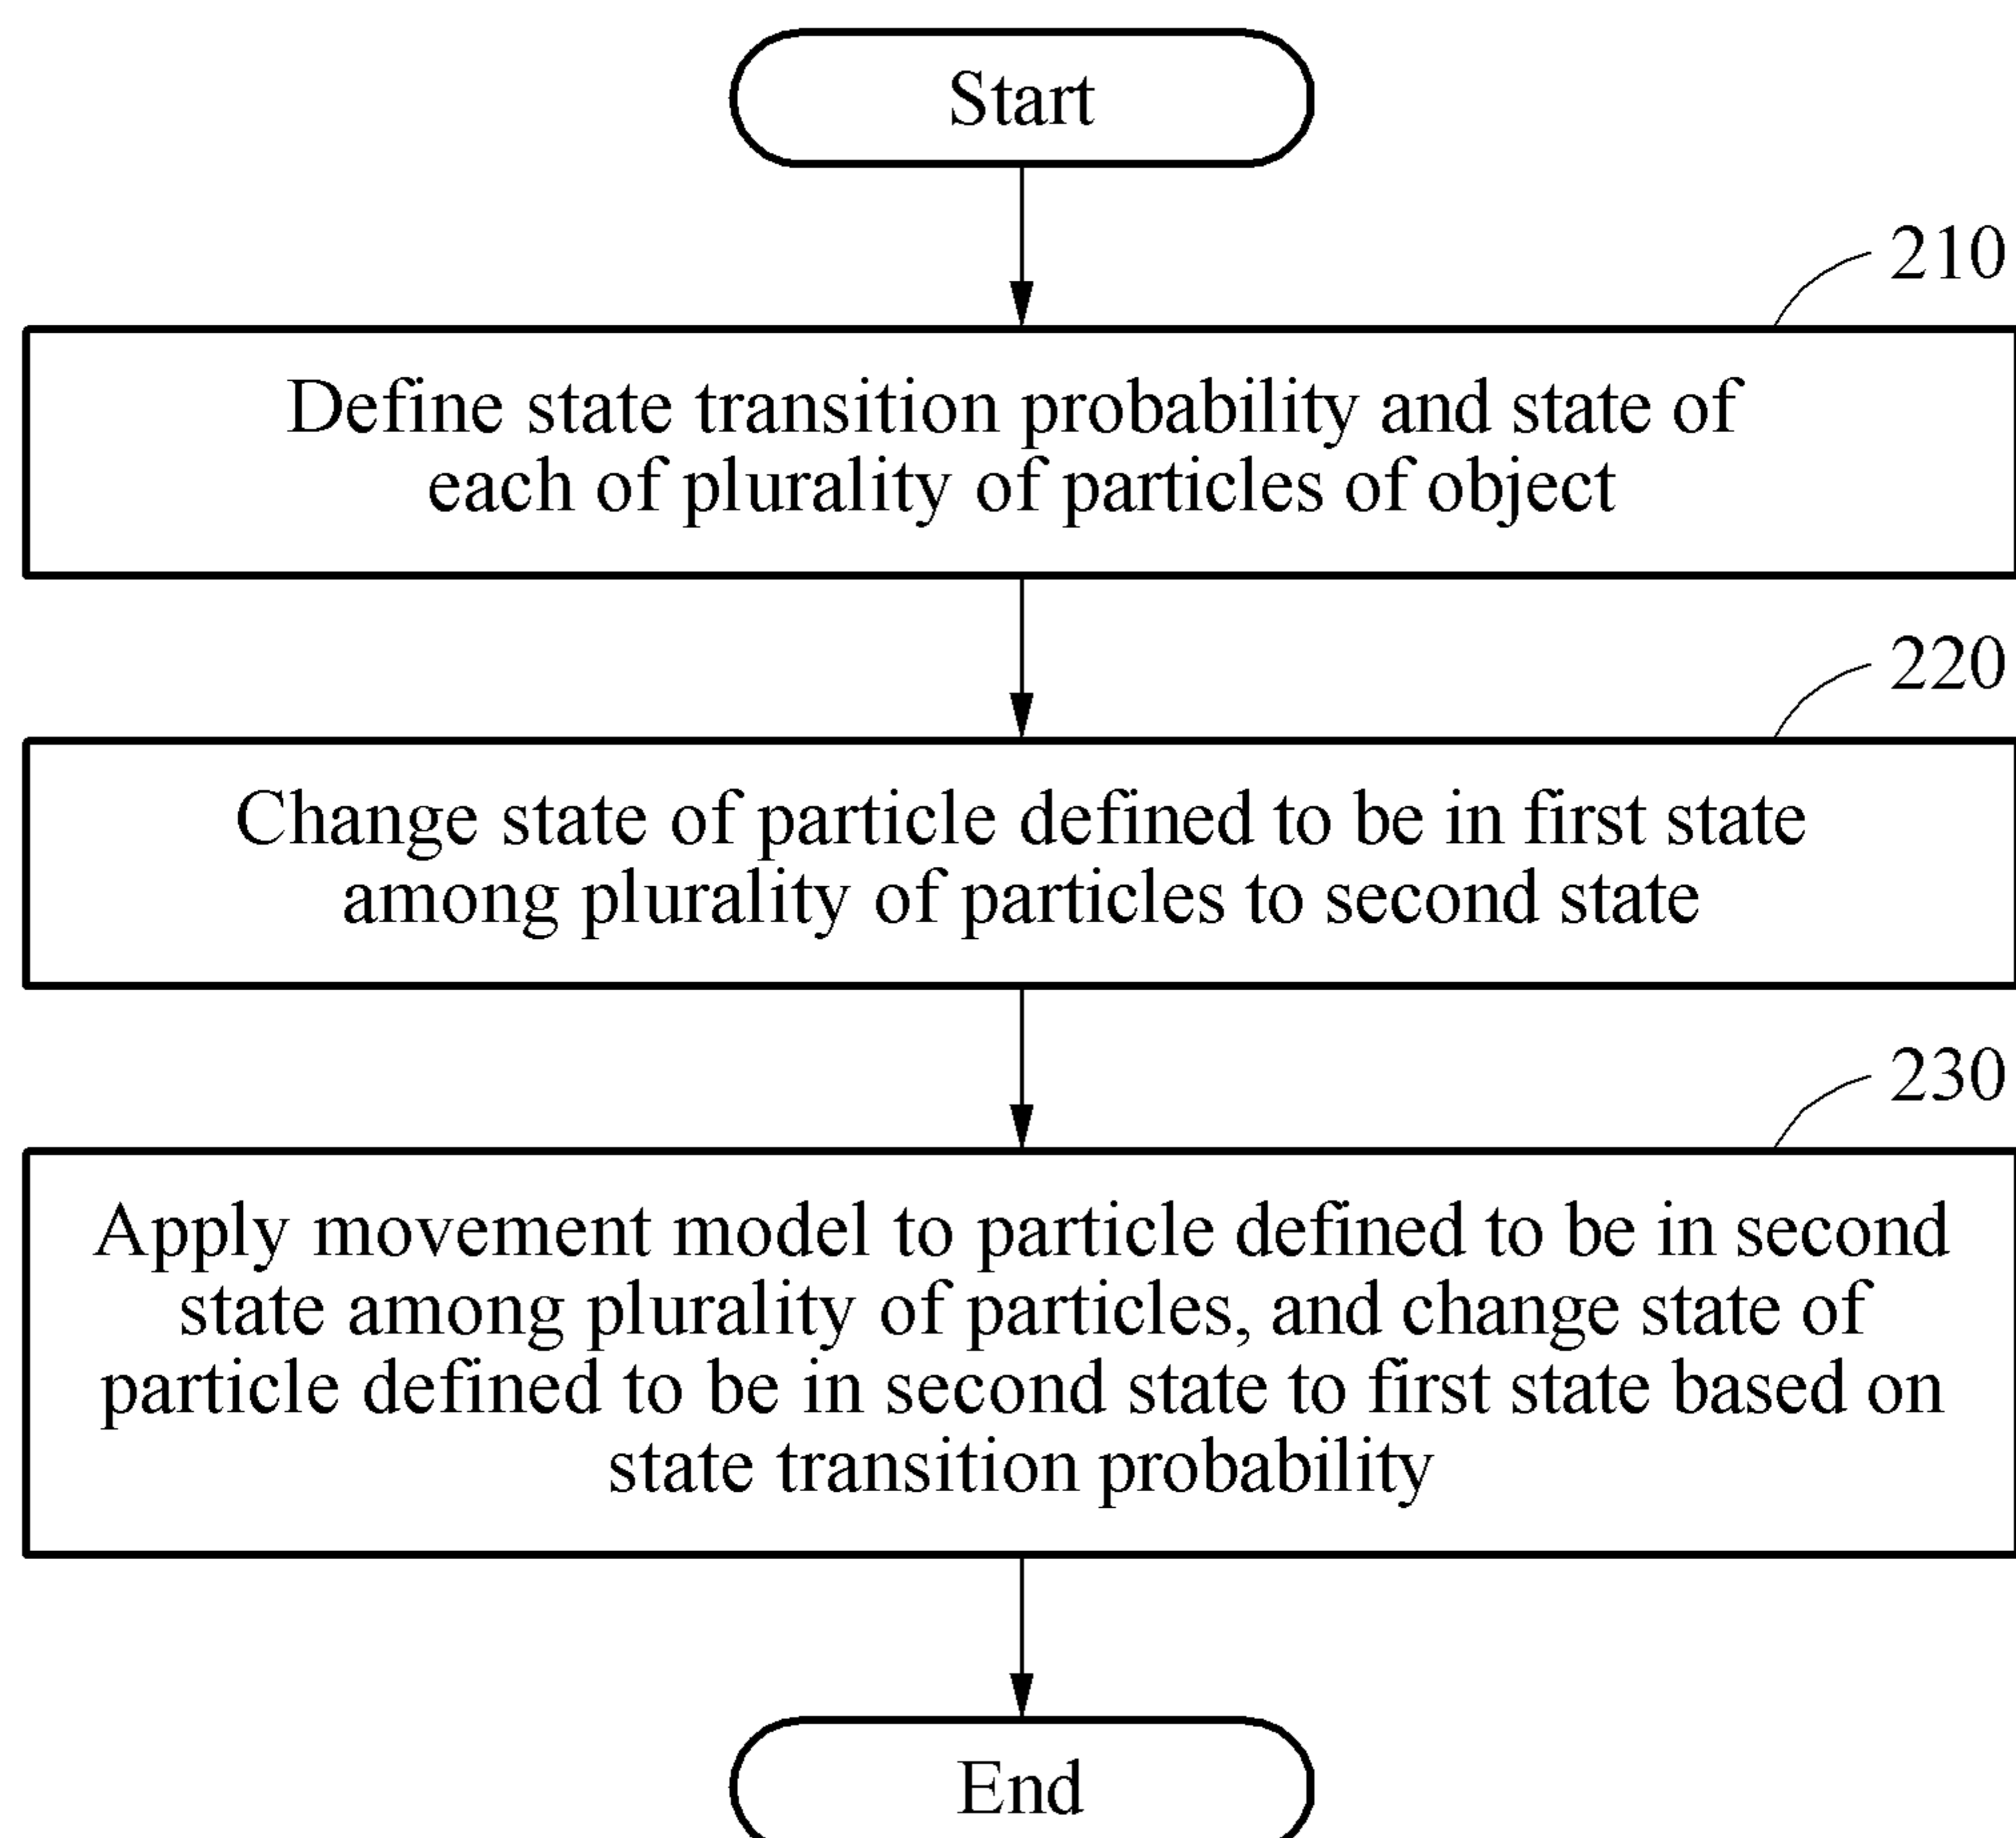 Start
210
Define state transition probability and state of
each of plurality of particles of object
220
Change state of particle defined to be in first state
among plurality of particles to second state
230
Apply movement model to particle defined to be in second
state among plurality of particles, and change state of
particle defined to be in second state to first state based on
state transition probability
End